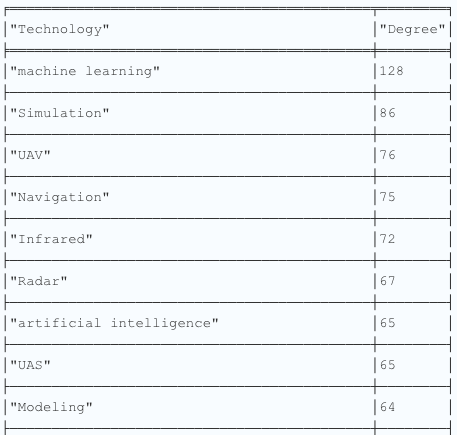 "Technology" "Degree"
"machine learning" 128
"Simulation" 86
"UAV" 76
"Navigation" 75
"Infrared" 72
"Radar" 67
"artificial intelligence" 65
"UAS" 65
"Modeling" 64